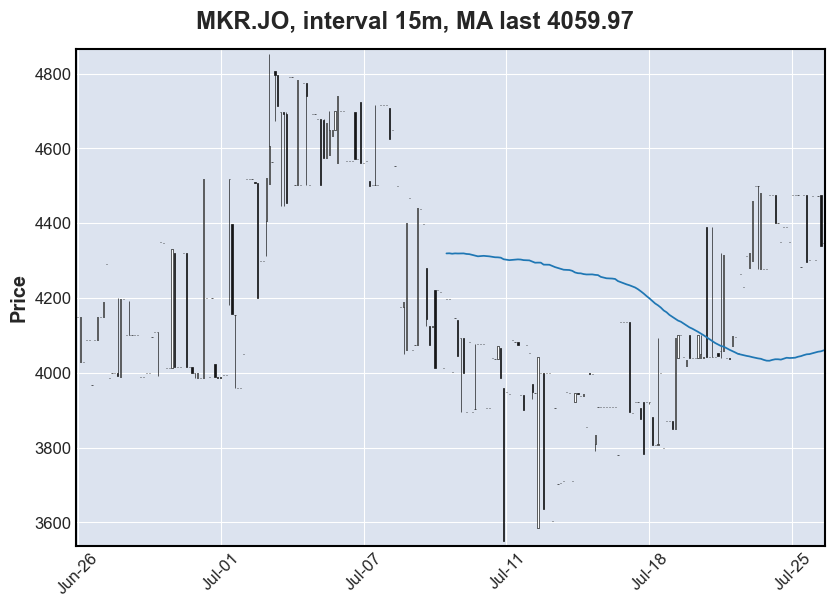 MKR.JO, interval 15m, MA last 4059.97
4800
4600
4400
4200
4000
3800
3600
Price
Jun-26
Jul-01
Jul-07
Jul-11
Jul-18
Jul-25